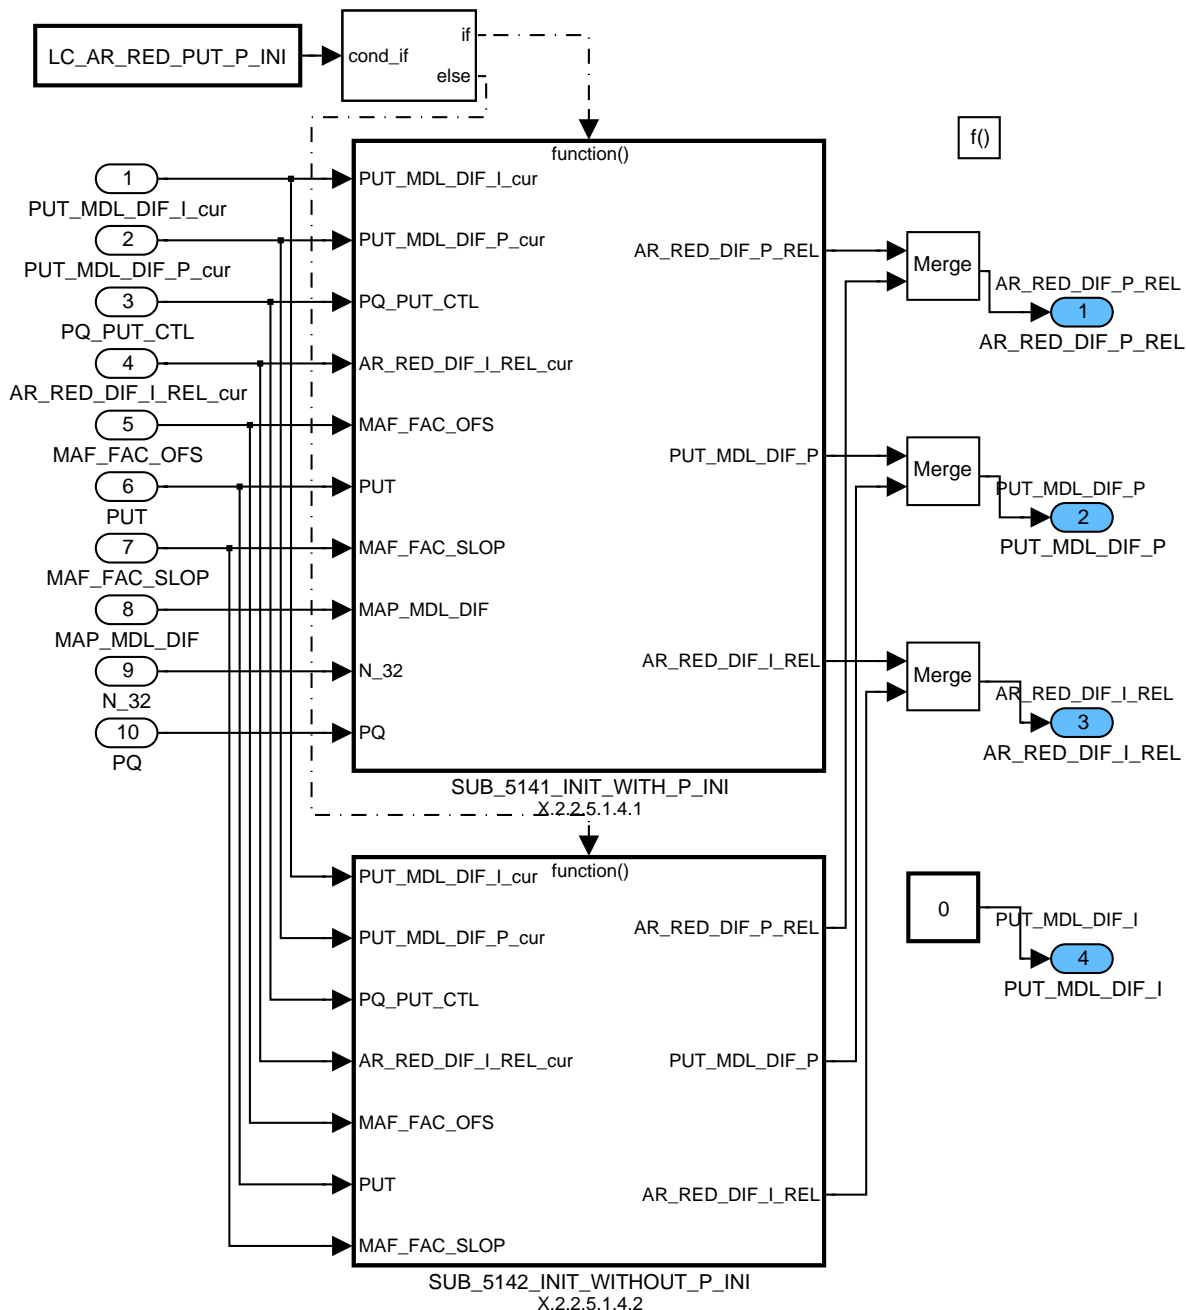 LC_AR_RED_PUT_P_INI
cond_if
if
else
f()
function()
1
PUT_MDL_DIF_I_cur
2
PUT_MDL_DIF_P_cur
3
PQ_PUT_CTL
4
AR_RED_DIF_I_REL_cur
5
MAF_FAC_OFS
6
PUT
7
MAF_FAC_SLOP
8
MAP_MDL_DIF
9
N_32
10
PQ
PUT_MDL_DIF_I_cur
PUT_MDL_DIF_P_cur
PQ_PUT_CTL
AR_RED_DIF_I_REL_cur
MAF_FAC_OFS
PUT
MAF_FAC_SLOP
MAP_MDL_DIF
N_32
PQ
AR_RED_DIF_P_REL
PUT_MDL_DIF_P
AR_RED_DIF_I_REL
SUB_5141_INIT_WITH_P_INI
X.2.2.5.1.4.1
Merge
AR_RED_DIF_P_REL
1
AR_RED_DIF_P_REL
Merge
PUT_MDL_DIF_P
2
PUT_MDL_DIF_P
Merge
AR_RED_DIF_I_REL
3
AR_RED_DIF_I_REL
function()
PUT_MDL_DIF_I_cur
PUT_MDL_DIF_P_cur
PQ_PUT_CTL
AR_RED_DIF_I_REL_cur
MAF_FAC_OFS
PUT
MAF_FAC_SLOP
AR_RED_DIF_P_REL
PUT_MDL_DIF_P
AR_RED_DIF_I_REL
0
PUT_MDL_DIF_I
4
PUT_MDL_DIF_I
SUB_5142_INIT_WITHOUT_P_INI
X.2.2.5.1.4.2